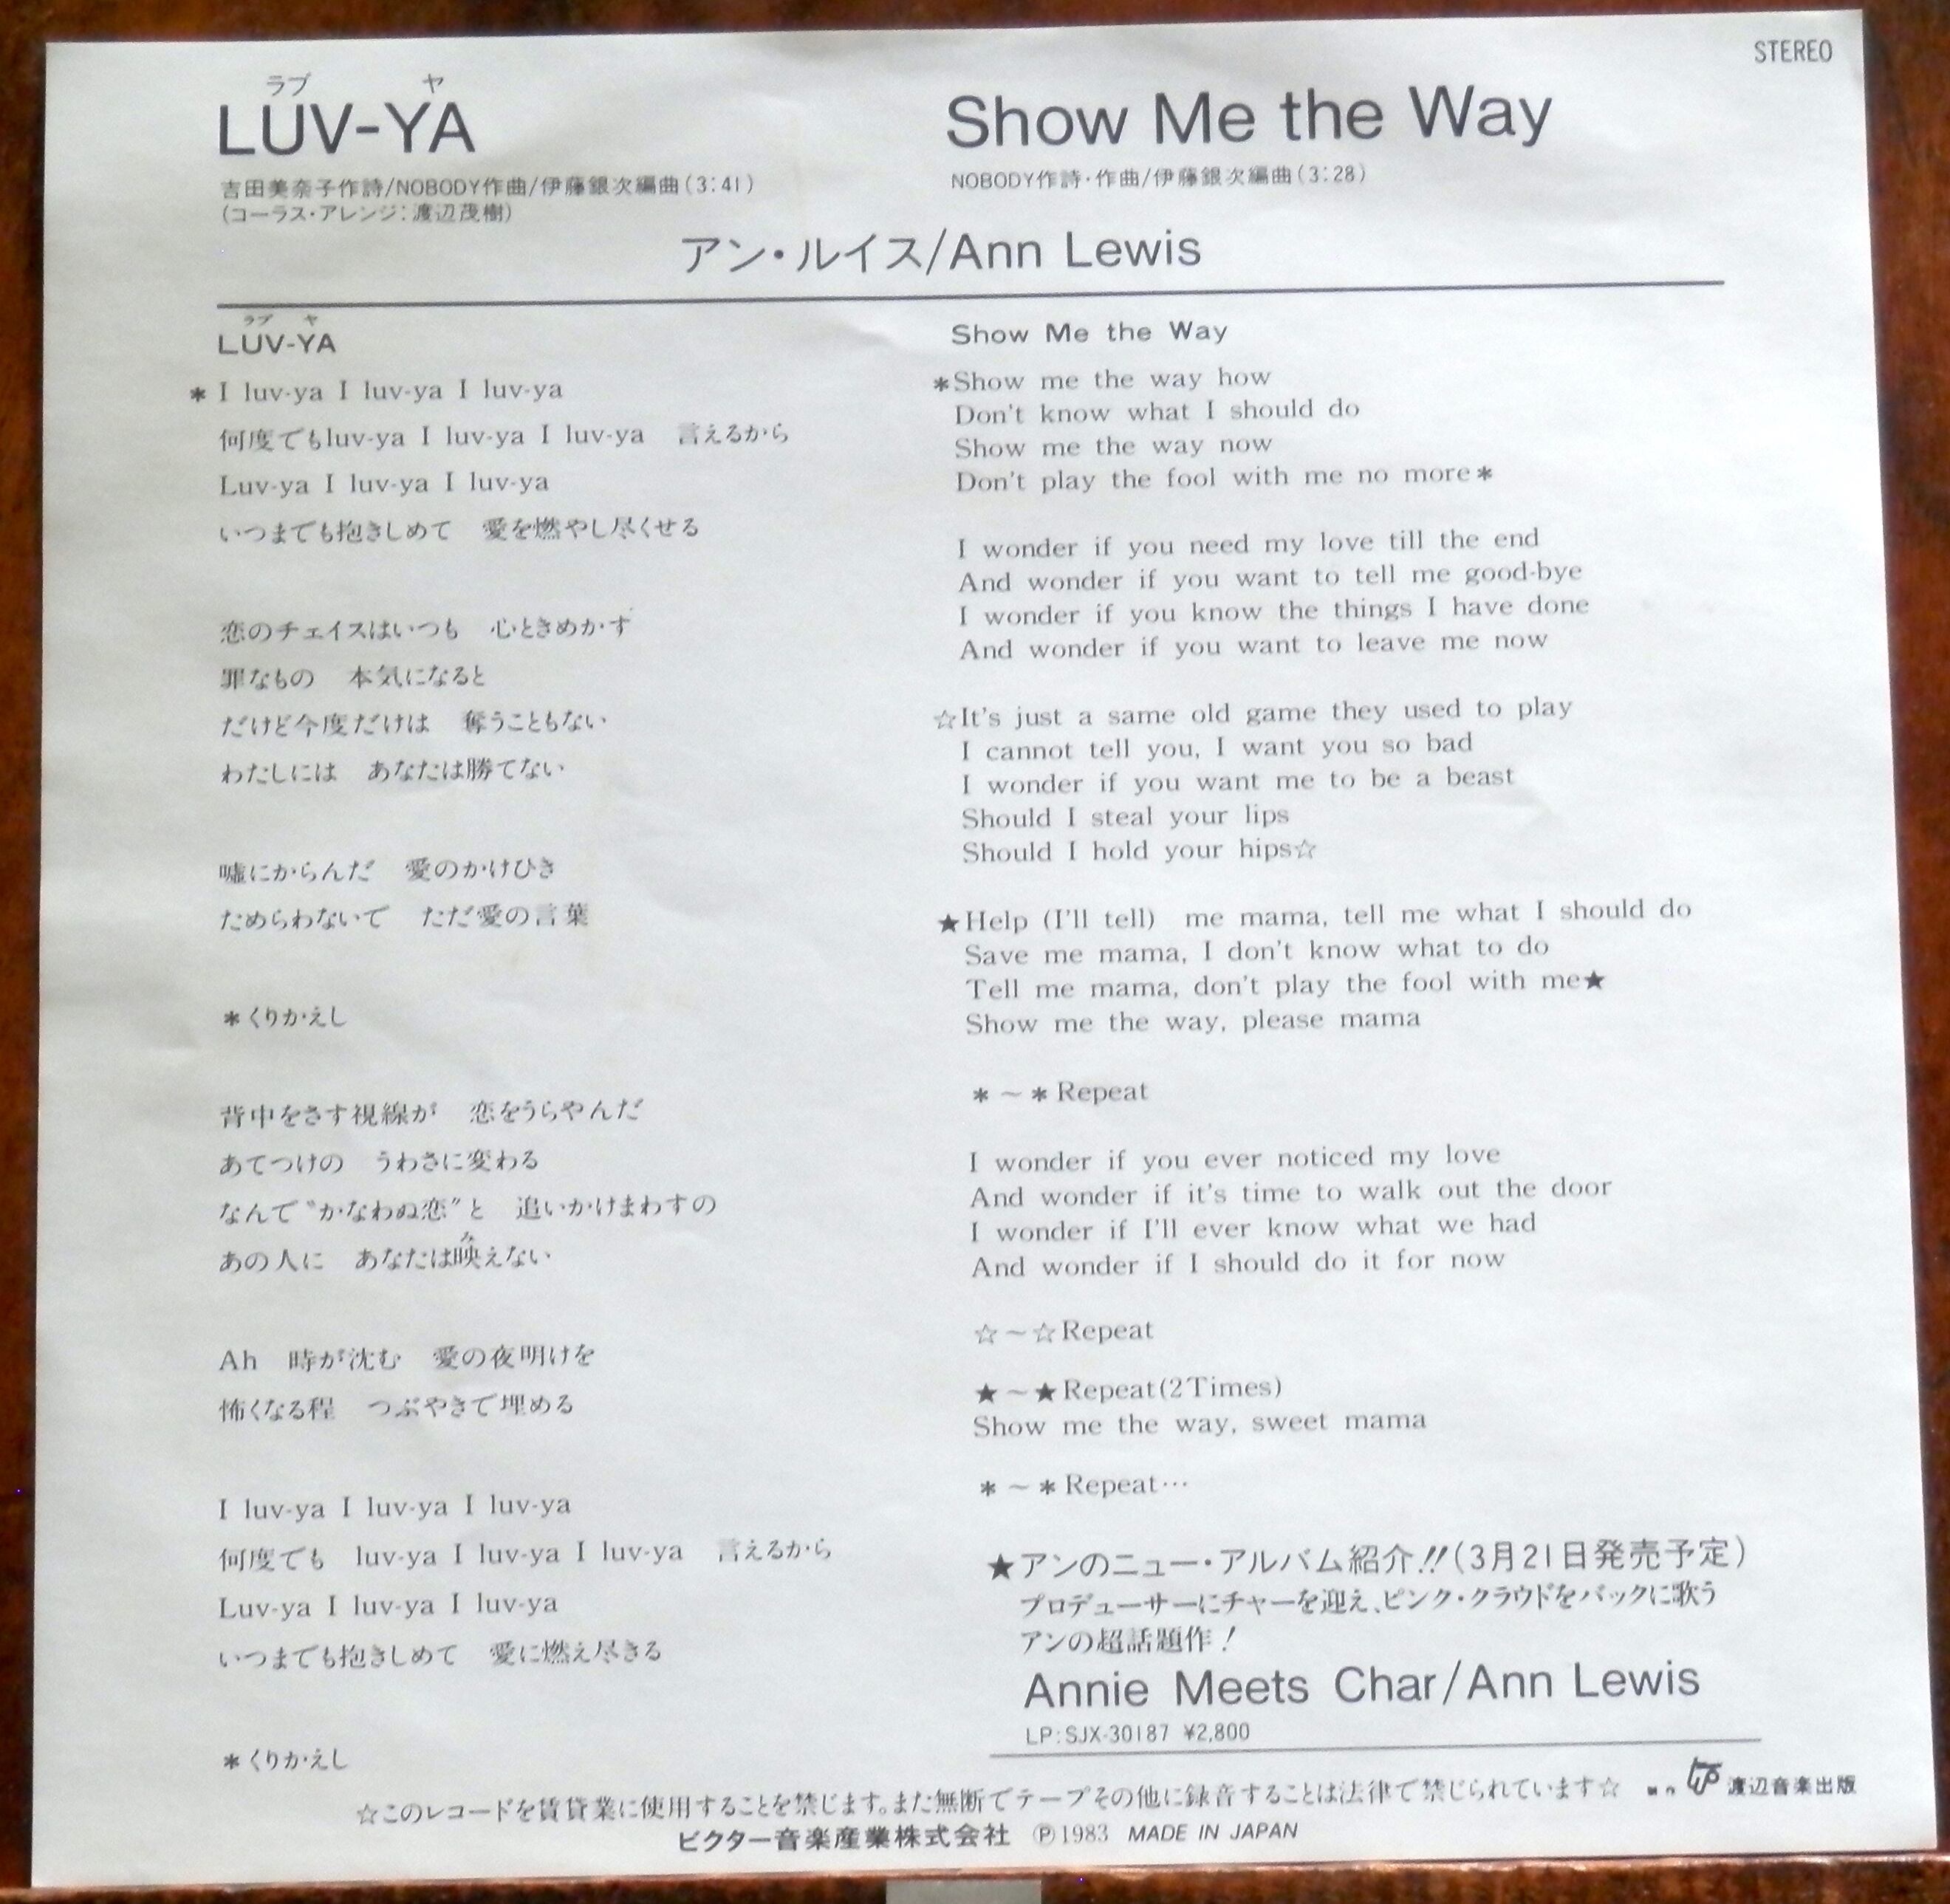 STEREO
ラブ ヤ
LUV-YA
吉田美奈子作詩/NOBODY作曲/伊藤銀次編曲(3:41)
(コーラス・アレンジ:渡辺茂樹)
Show Me the Way
NOBODY作詩・作曲/伊藤銀次編曲(3:28)
アン・ルイス/Ann Lewis
ラブ ヤ
LUV-YA
*I luv-ya I luv-ya I luv-ya
何度でもluv-ya I luv-ya I luv-ya 言えるから
Luv-ya I luv-ya I luv-ya
いつまでも抱きしめて 愛を燃やし尽くせる
恋のチェイスはいつも 心ときめかす
罪なもの 本気になると
だけど今度だけは 奪うこともない
わたしには あなたは勝てない
嘘にからんだ 愛のかけひき
ためらわないで ただ愛の言葉
*くりかえし
背中をさす視線が 恋をうらやんだ
あてつけの うわさに変わる
なんで〝かなわぬ恋〟と 追いかけまわすの
み
あの人に あなたは映えない
Ah 時が沈む 愛の夜明けを
怖くなる程 つぶやきで埋める
I luv-ya I luv-ya I luv-ya
何度でも luv-ya I luv-ya I luv-ya 言えるから
Luv-ya I luv-ya I luv-ya
いつまでも抱きしめて 愛に燃え尽きる
*くりかえし
Show Me the Way
*Show me the way how
Don't know what I should do
Show me the way now
Don't play the fool with me no more*
I wonder if you need my love till the end
And wonder if you want to tell me good-bye
I wonder if you know the things I have done
And wonder if you want to leave me now
☆It's just a same old game they used to play
I cannot tell you, I want you so bad
I wonder if you want me to be a beast
Should I steal your lips
Should I hold your hips☆
★Help (I'll tell) me mama, tell me what I should do
Save me mama, I don't know what to do
Tell me mama, don't play the fool with me★
Show me the way, please mama
*~*Repeat
I wonder if you ever noticed my love
And wonder if it's time to walk out the door
I wonder if I'll ever know what we had
And wonder if I should do it for now
☆~☆Repeat
★~★Repeat(2Times)
Show me the way, sweet mama
*~*Repeat…
★アンのニュー・アルバム紹介!!(3月21日発売予定)
プロデューサーにチャーを迎え、ピンク・クラウドをバックに歌う
アンの超話題作!
Annie Meets Char/Ann Lewis
LP:SJX-30187 ¥2,800
☆このレコードを賃貸業に使用することを禁じます。また無断でテープその他に録音することは法律で禁じられています☆
渡辺音楽出版
ビクター音楽産業株式会社 Ⓟ1983 MADE IN JAPAN